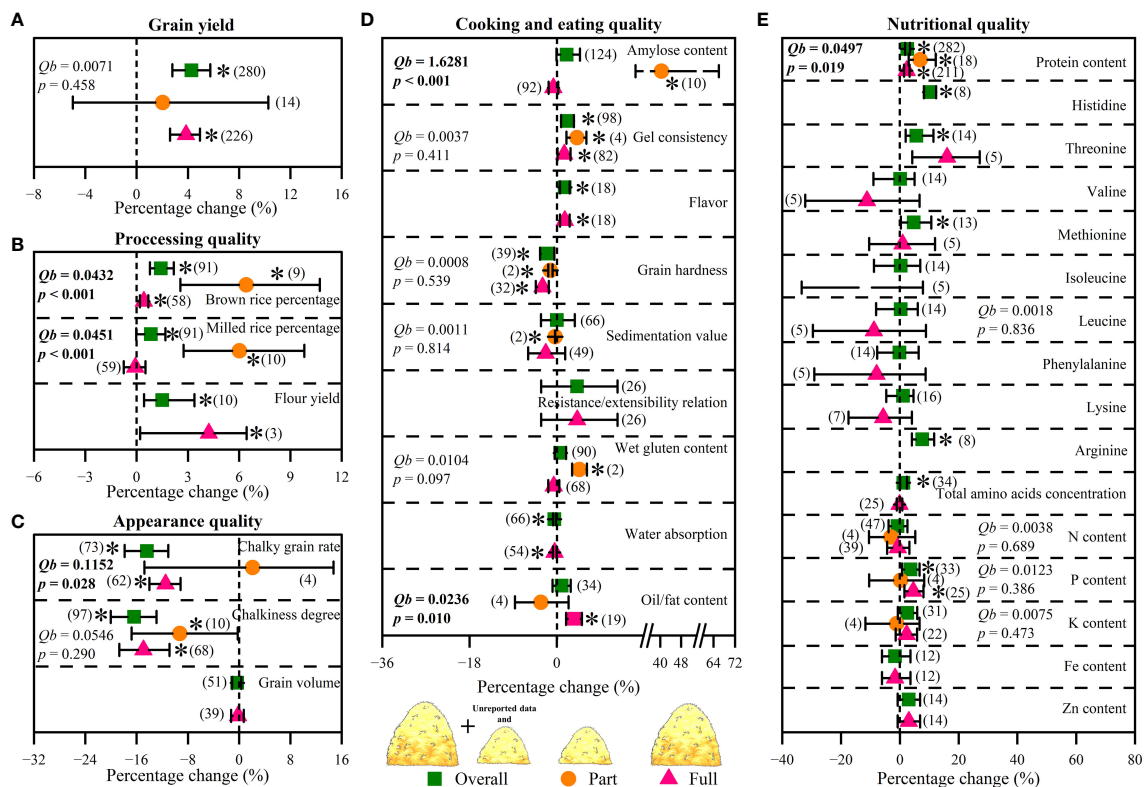 A
Grain yield
Qb = 0.0071
p = 0.458
* (280)
(14)
* (226)
−8 −4 0 4 8 12 16
Percentage change (%)
B
Proccessing quality
Qb = 0.0432
p < 0.001
* (91)
* (9)
* (58)
Brown rice percentage
Milled rice percentage
Qb = 0.0451
p < 0.001
* (91)
* (10)
(59)
Flour yield
* (10)
* (3)
−6 −3 0 3 6 9 12
Percentage change (%)
C
Appearance quality
(73) *
Chalky grain rate
Qb = 0.1152
p = 0.028
(62) *
(4)
(97) *
Chalkiness degree
* (10)
Qb = 0.0546
p = 0.290
* (68)
(51)
Grain volume
(39)
−32 −24 −16 −8 0 8 16
Percentage change (%)
D
Cooking and eating quality
Amylose content
Qb = 1.6281
p < 0.001
(124)
* (10)
(92)
* (98)
Gel consistency
Qb = 0.0037
p = 0.411
* (4)
* (82)
* (18)
Flavor
* (18)
(39) *
Grain hardness
Qb = 0.0008
p = 0.539
(2) *
(32) *
(66)
Sedimentation value
Qb = 0.0011
p = 0.814
(2) *
(49)
(26)
Resistance/extensibility relation
(26)
Wet gluten content
(90)
Qb = 0.0104
p = 0.097
* (2)
(68)
(66) *
Water absorption
(54) *
(34)
Oil/fat content
Qb = 0.0236
p = 0.010
(4)
* (19)
−36 −18 0 40 48 64 72
Percentage change (%)
+
Unreported data
and
Overall Part Full
E
Nutritional quality
Qb = 0.0497
p = 0.019
* (282)
* (18)
* (211)
Protein content
* (8)
Histidine
* (14)
Threonine
(5)
(14)
Valine
(5)
* (13)
Methionine
(5)
(14)
Isoleucine
(5)
(14)
Leucine
Qb = 0.0018
p = 0.836
(5)
(14)
Phenylalanine
(5)
(16)
Lysine
(7)
* (8)
Arginine
* (34)
Total amino acids concentration
(25)
(47)
(4)
(39)
Qb = 0.0038
p = 0.689
N content
* (33)
(4)
* (25)
Qb = 0.0123
p = 0.386
P content
(31)
(4)
(22)
Qb = 0.0075
p = 0.473
K content
(12)
Fe content
(12)
(14)
Zn content
(14)
−40 −20 0 20 40 60 80
Percentage change (%)